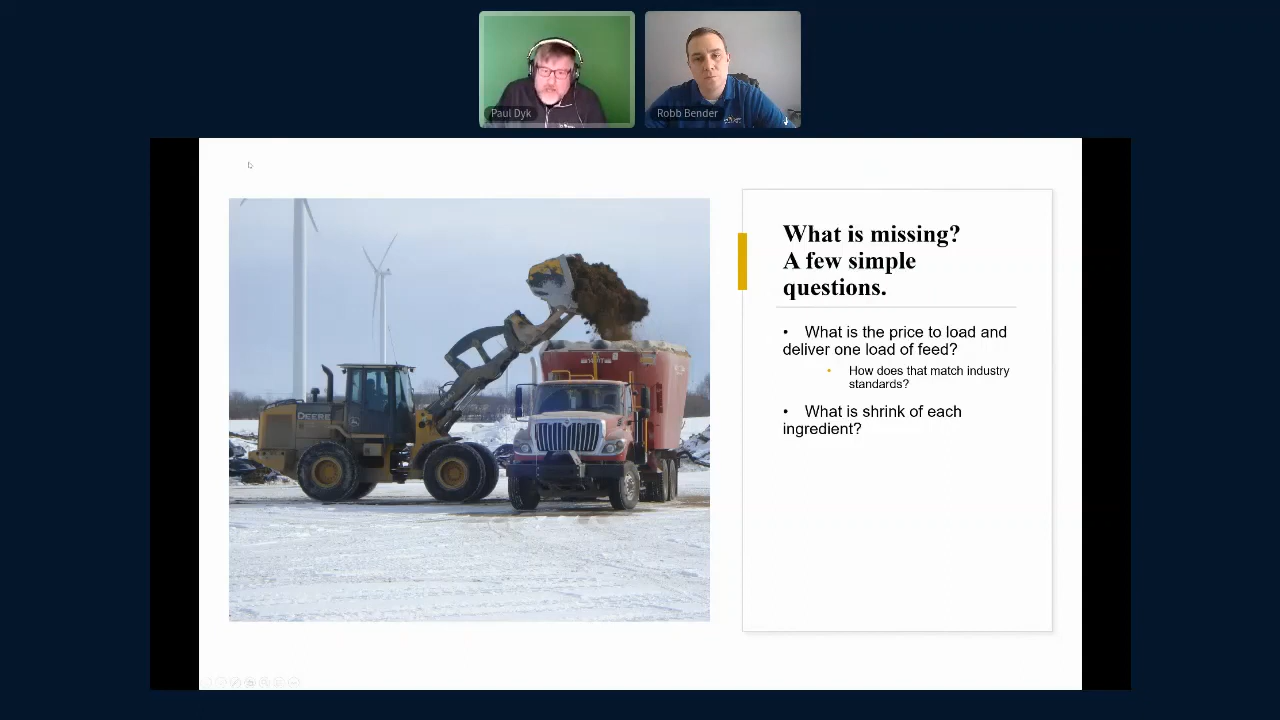 Paul Dyk
Robb Bender
What is missing?
A few simple
questions.
• What is the price to load and
deliver one load of feed?
• How does that match industry
standards?
• What is shrink of each
ingredient?
DEERE